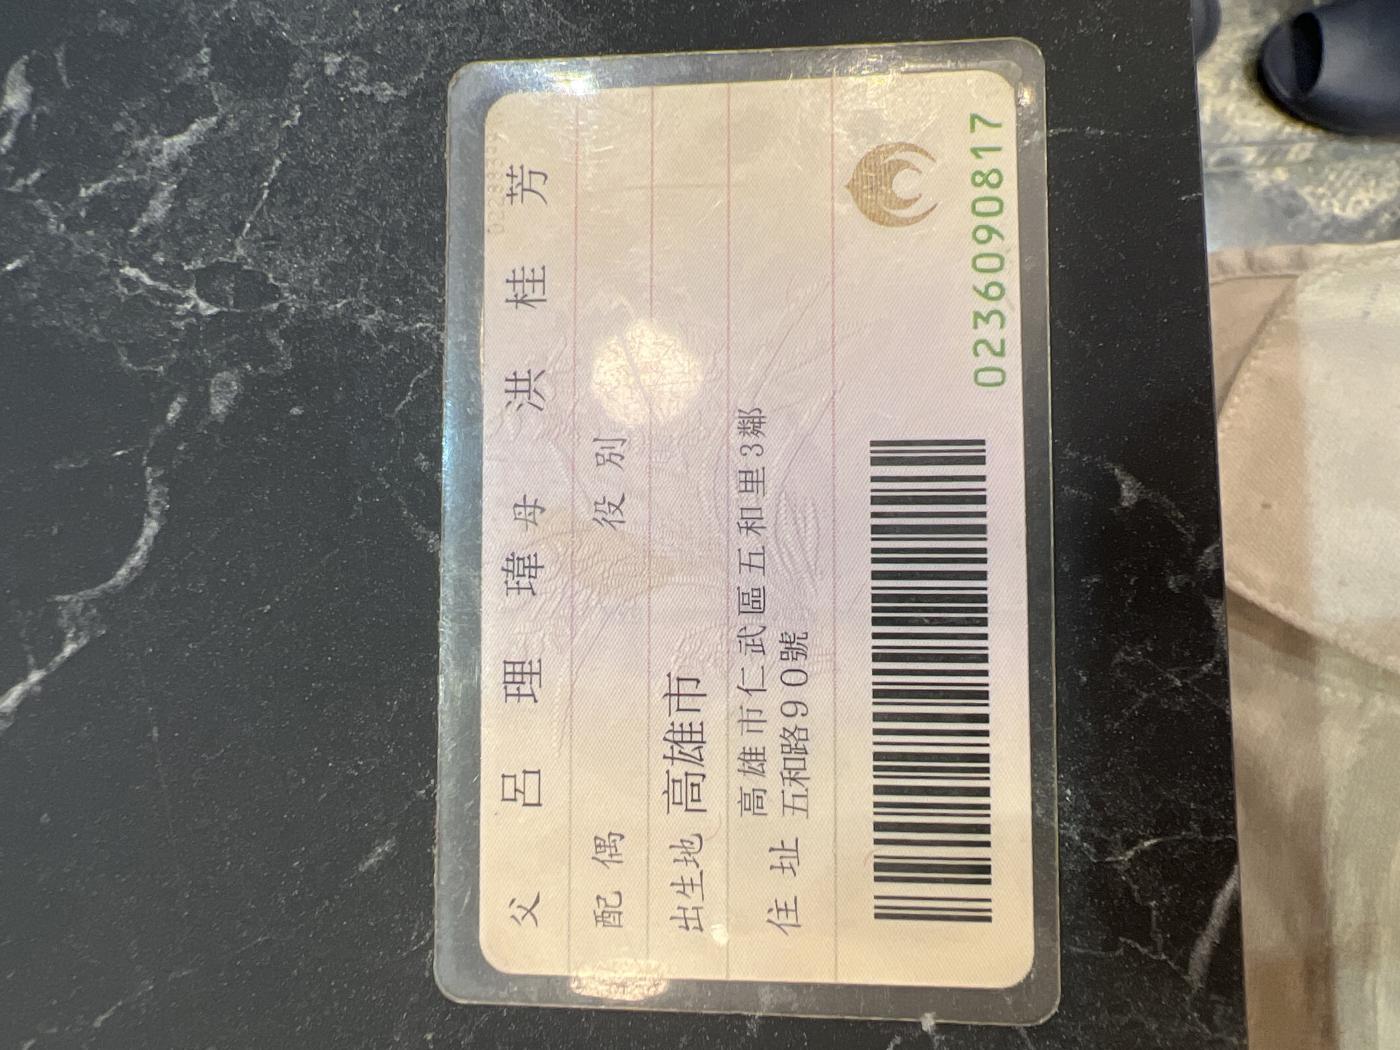 父 呂理瑋 母 洪桂芳
配偶 役別
出生地 高雄市
住址 高雄市仁武區五和里3鄰
五和路90號
0236090817